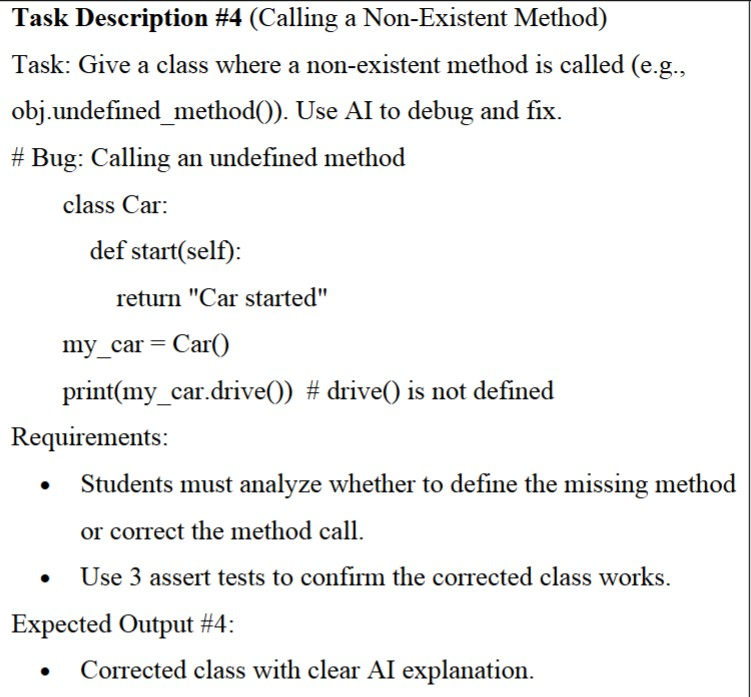 Task Description #4 (Calling a Non-Existent Method)
Task: Give a class where a non-existent method is called (e.g.,
obj.undefined_method()). Use AI to debug and fix.
# Bug: Calling an undefined method
class Car:
def start(self):
return "Car started"
my_car = Car()
print(my_car.drive()) # drive() is not defined
Requirements:
• Students must analyze whether to define the missing method
or correct the method call.
• Use 3 assert tests to confirm the corrected class works.
Expected Output #4:
• Corrected class with clear AI explanation.